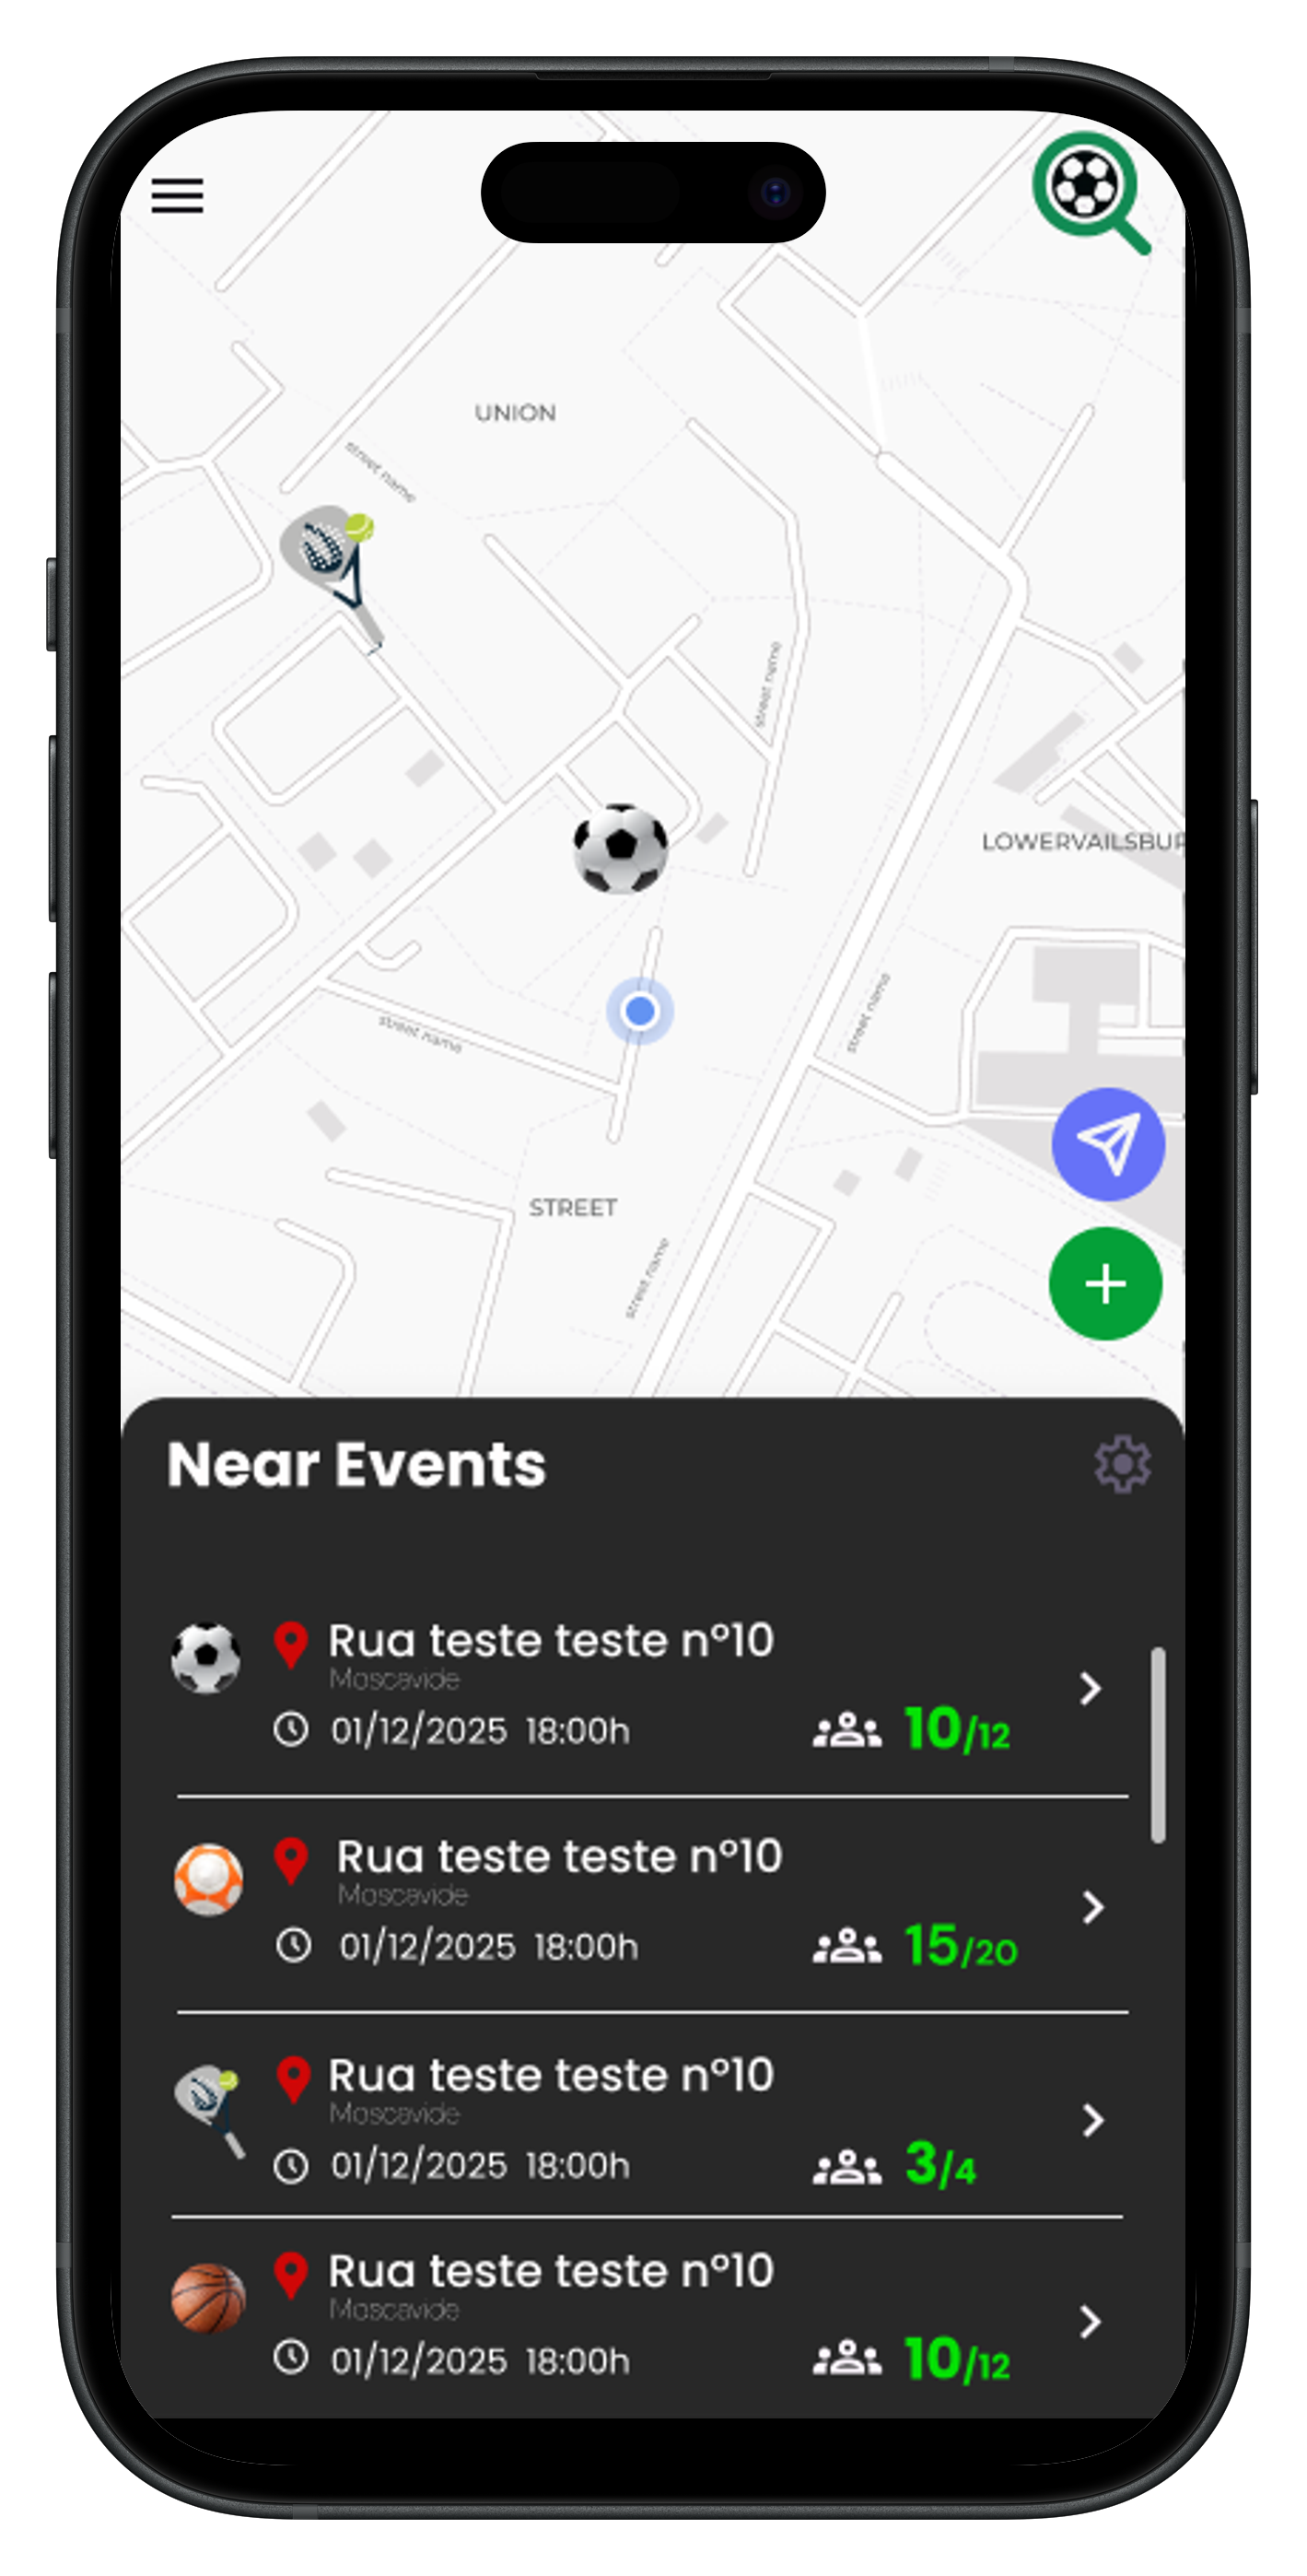 UNION
street name
street name
LOWERVAILSBUR
street name
street name
STREET
street name
Near Events
Rua teste teste nº10
Moscavide
01/12/2025 18:00h
10/12
Rua teste teste nº10
Moscavide
01/12/2025 18:00h
15/20
Rua teste teste nº10
Moscavide
01/12/2025 18:00h
3/4
Rua teste teste nº10
Moscavide
01/12/2025 18:00h
10/12